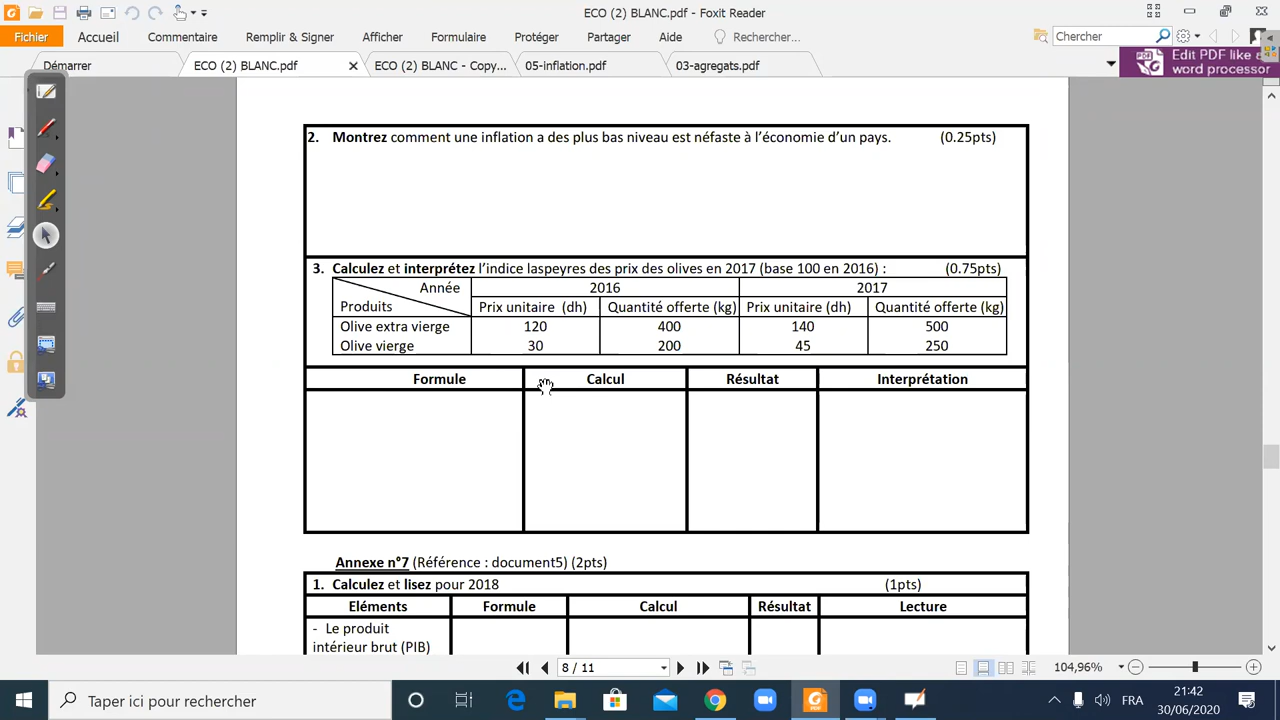 ECO (2) BLANC.pdf - Foxit Reader
Fichier Accueil Commentaire Remplir & Signer Afficher Formulaire Protéger Partager Aide Rechercher... Chercher
Démarrer ECO (2) BLANC.pdf ECO (2) BLANC - Copy... 05-inflation.pdf 03-agregats.pdf
Edit PDF like a
word processor
2. Montrez comment une inflation a des plus bas niveau est néfaste à l'économie d'un pays. (0.25pts)
3. Calculez et interprétez l'indice laspeyres des prix des olives en 2017 (base 100 en 2016) : (0.75pts)
Année 2016 2017
Produits Prix unitaire (dh) Quantité offerte (kg) Prix unitaire (dh) Quantité offerte (kg)
Olive extra vierge 120 400 140 500
Olive vierge 30 200 45 250
Formule Calcul Résultat Interprétation
Annexe n°7 (Référence : document5) (2pts)
1. Calculez et lisez pour 2018 (1pts)
Eléments Formule Calcul Résultat Lecture
- Le produit
intérieur brut (PIB)
8 / 11 104,96%
Taper ici pour rechercher
FRA
21:42
30/06/2020